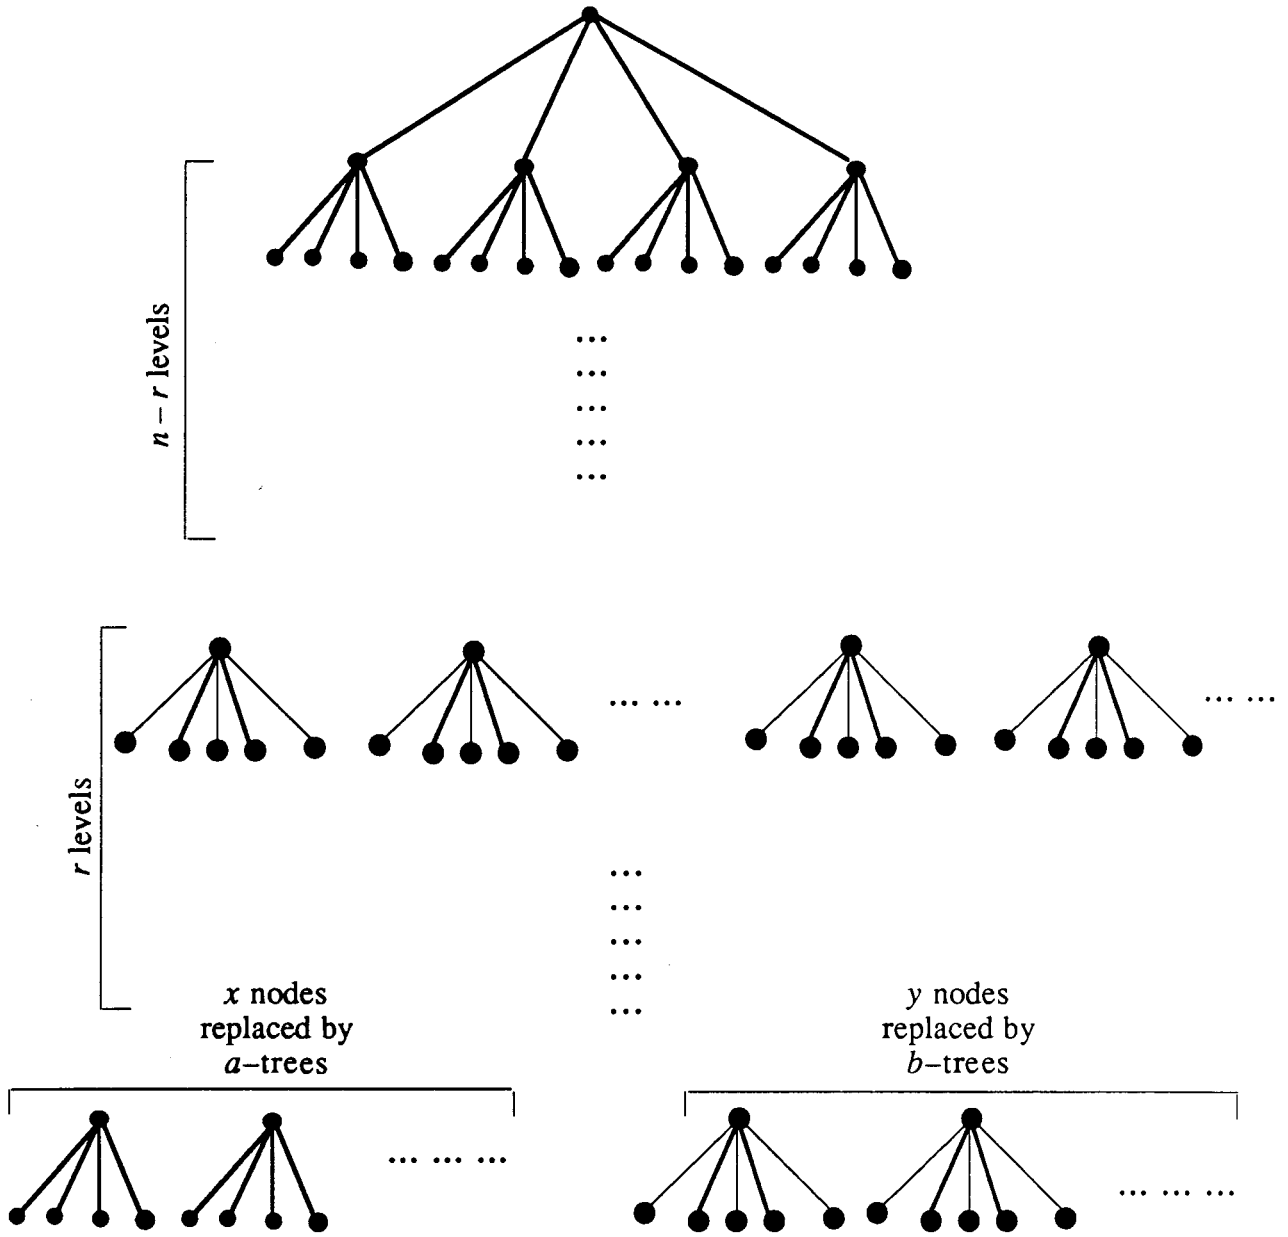 n – r levels
r levels
x nodes
replaced by
a–trees
y nodes
replaced by
b–trees